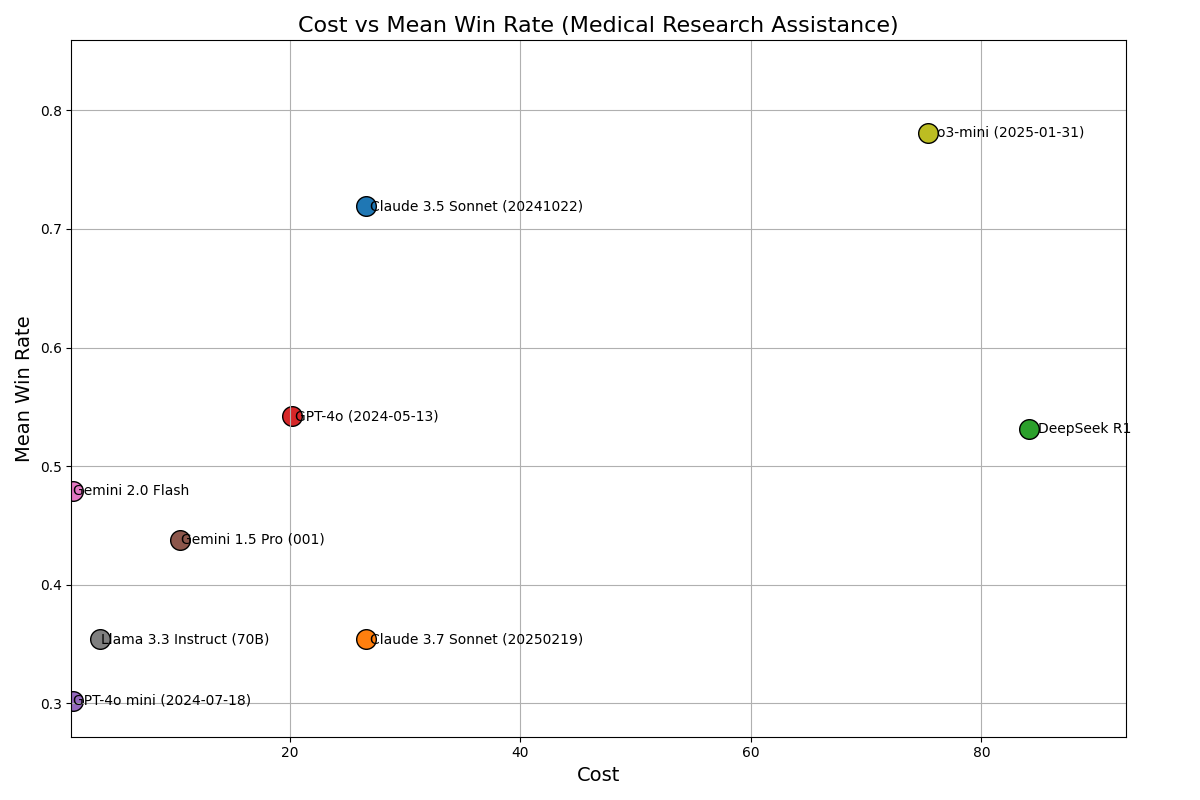 Cost vs Mean Win Rate (Medical Research Assistance)
0.8
0.7
0.6
0.5
0.4
0.3
Mean Win Rate
o3-mini (2025-01-31)
Claude 3.5 Sonnet (20241022)
GPT-4o (2024-05-13)
DeepSeek R1
Gemini 2.0 Flash
Gemini 1.5 Pro (001)
Llama 3.3 Instruct (70B)
Claude 3.7 Sonnet (20250219)
GPT-4o mini (2024-07-18)
20 40 60 80
Cost